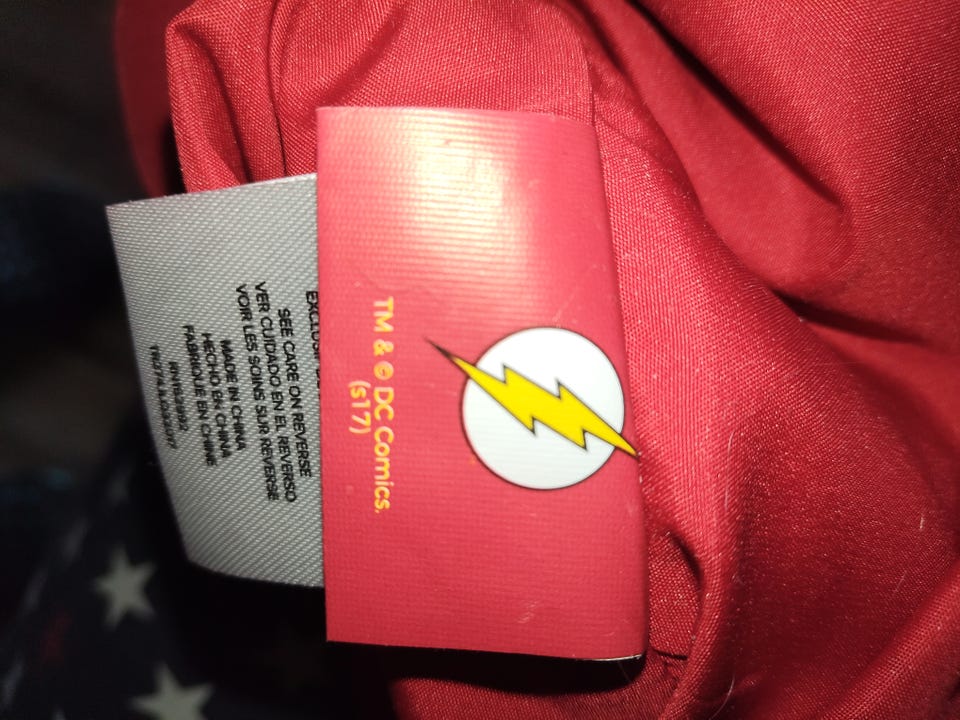 TM & © DC Comics.
(s17)
SEE CARE ON REVERSE
VER CUIDADO EN EL REVERSO
VOIR LES SOINS SUR REVERSE
MADE IN CHINA
HECHO EN CHINA
FABRIQUE EN CHINE